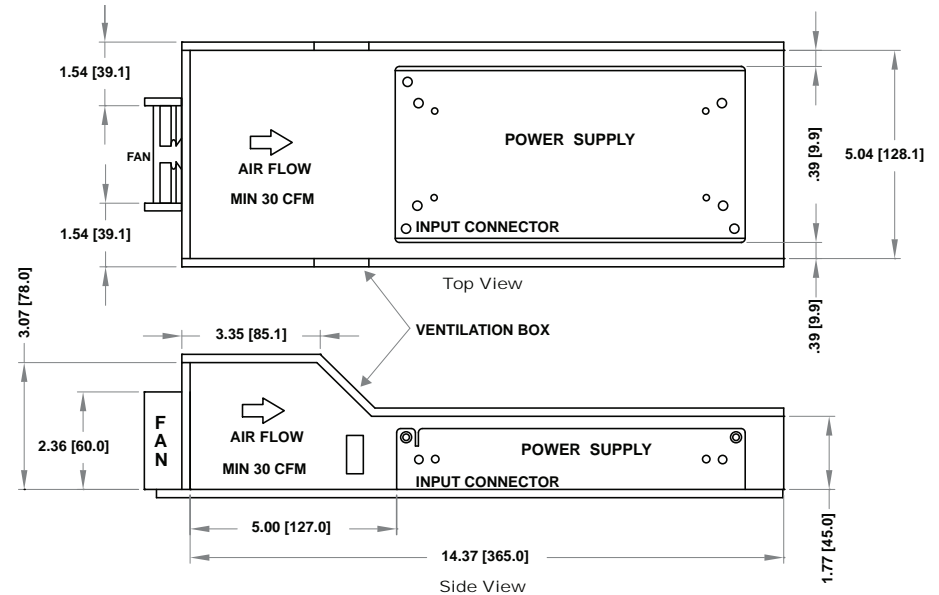 1.54 [39.1]
FAN
1.54 [39.1]
AIR FLOW
MIN 30 CFM
POWER SUPPLY
INPUT CONNECTOR
.39 [9.9]
5.04 [128.1]
.39 [9.9]
Top View
VENTILATION BOX
3.07 [78.0]
3.35 [85.1]
2.36 [60.0]
FAN
AIR FLOW
MIN 30 CFM
POWER SUPPLY
INPUT CONNECTOR
1.77 [45.0]
5.00 [127.0]
14.37 [365.0]
Side View